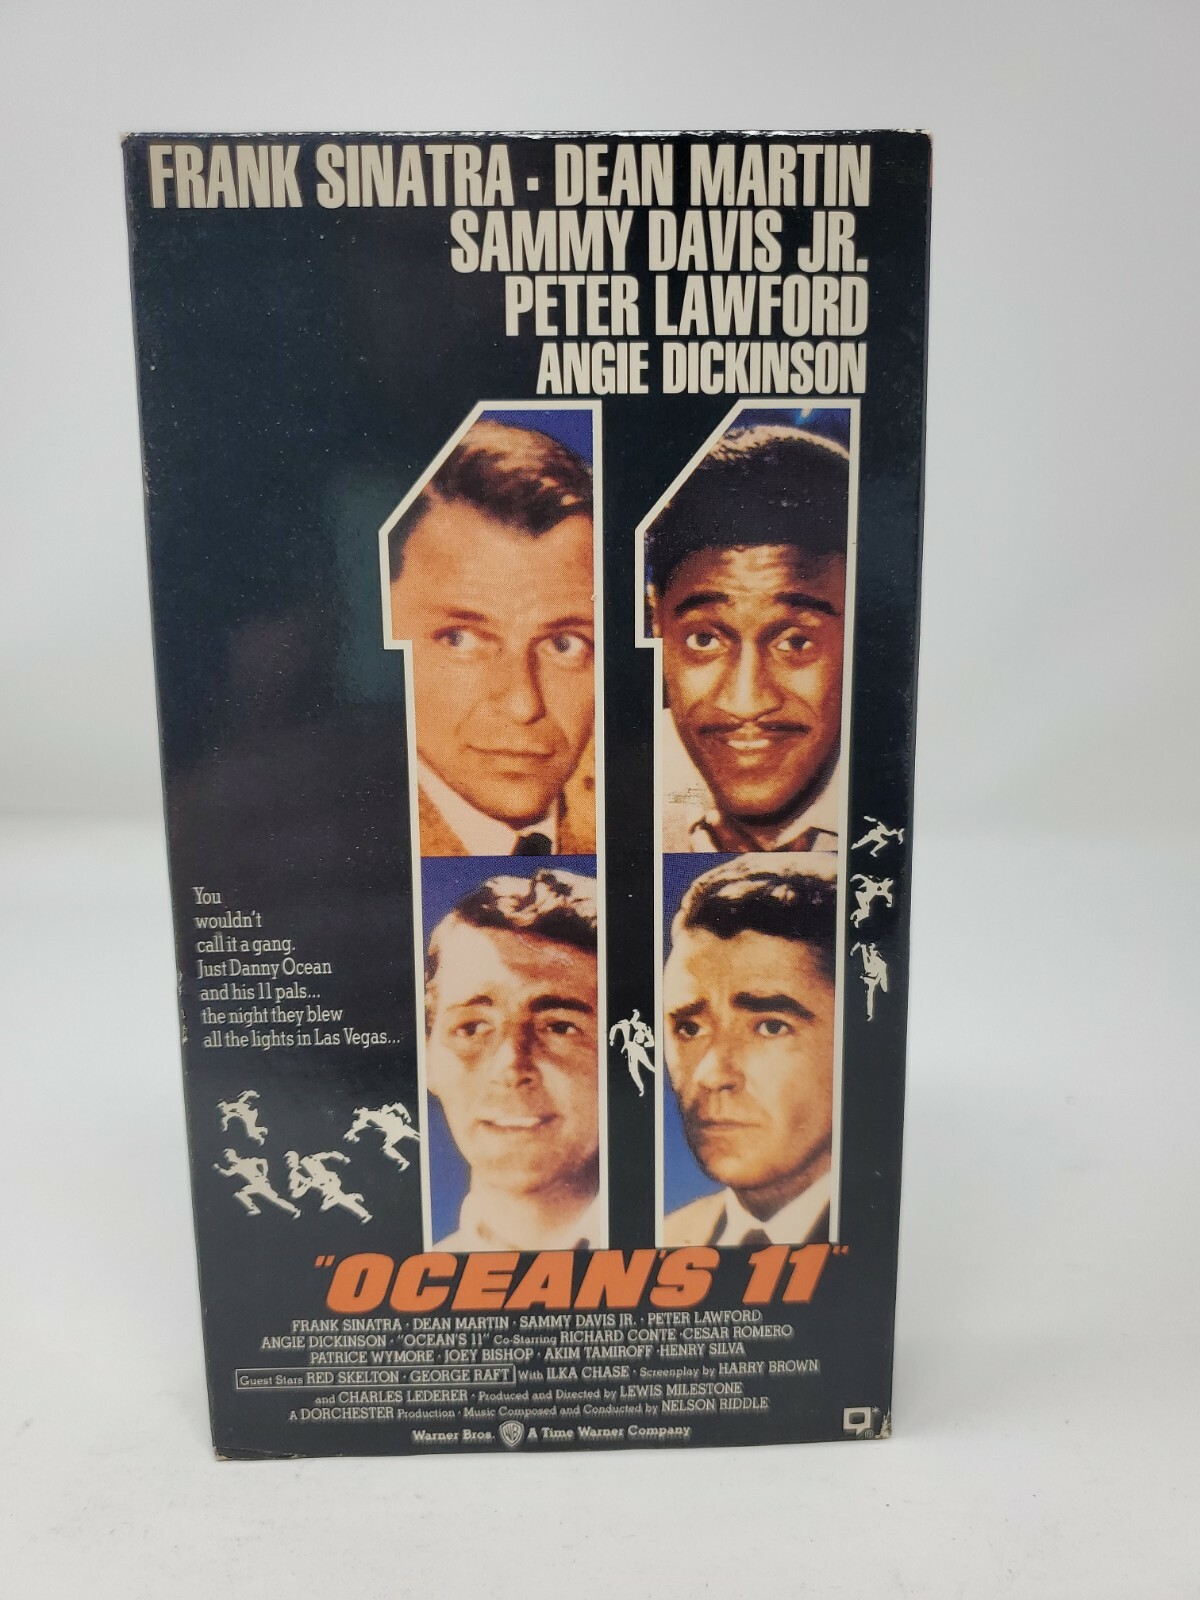 FRANK SINATRA · DEAN MARTIN
SAMMY DAVIS JR.
PETER LAWFORD
ANGIE DICKINSON
11
You
wouldn't
call it a gang.
Just Danny Ocean
and his 11 pals...
the night they blew
all the lights in Las Vegas...
"OCEAN'S 11"
FRANK SINATRA · DEAN MARTIN · SAMMY DAVIS JR. · PETER LAWFORD
ANGIE DICKINSON · "OCEAN'S 11" Co-Starring RICHARD CONTE · CESAR ROMERO
PATRICE WYMORE · JOEY BISHOP · AKIM TAMIROFF · HENRY SILVA
Guest Stars RED SKELTON · GEORGE RAFT With ILKA CHASE · Screenplay by HARRY BROWN
and CHARLES LEDERER · Produced and Directed by LEWIS MILESTONE
A DORCHESTER Production · Music Composed and Conducted by NELSON RIDDLE
Warner Bros. WB A Time Warner Company
®